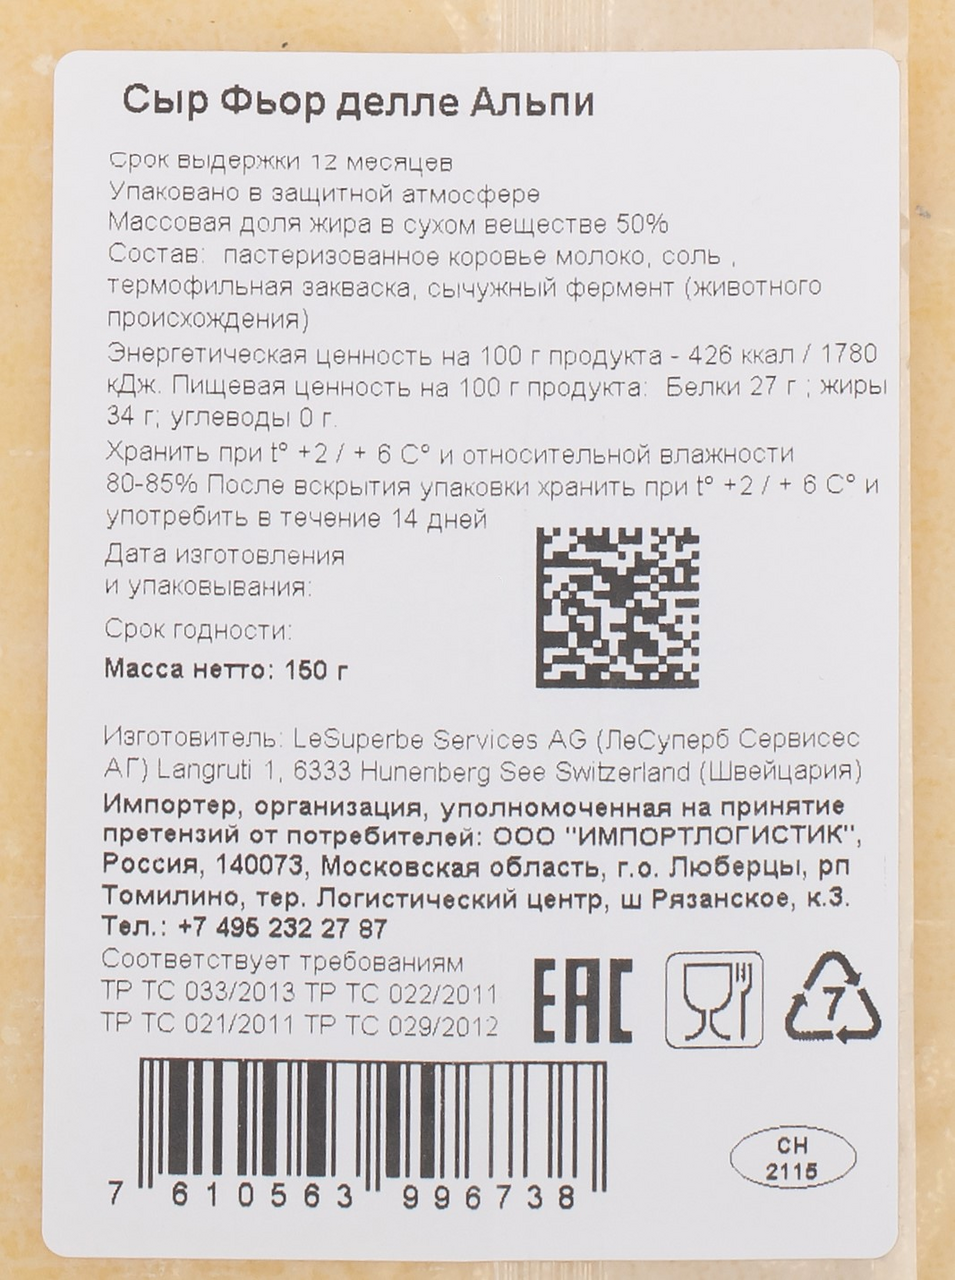 Сыр Фьор делле Альпи
Срок выдержки 12 месяцев
Упаковано в защитной атмосфере
Массовая доля жира в сухом веществе 50%
Состав: пастеризованное коровье молоко, соль ,
термофильная закваска, сычужный фермент (животного
происхождения)
Энергетическая ценность на 100 г продукта - 426 ккал / 1780
кДж. Пищевая ценность на 100 г продукта: Белки 27 г ; жиры
34 г; углеводы 0 г.
Хранить при t° +2 / + 6 C° и относительной влажности
80-85% После вскрытия упаковки хранить при t° +2 / + 6 C° и
употребить в течение 14 дней
Дата изготовления
и упаковывания:
Срок годности:
Масса нетто: 150 г
Изготовитель: LeSuperbe Services AG (ЛеСуперб Сервисес
АГ) Langruti 1, 6333 Hunenberg See Switzerland (Швейцария)
Импортер, организация, уполномоченная на принятие
претензий от потребителей: ООО "ИМПОРТЛОГИСТИК",
Россия, 140073, Московская область, г.о. Люберцы, рп
Томилино, тер. Логистический центр, ш Рязанское, к.3.
Тел.: +7 495 232 27 87
Соответствует требованиям
ТР ТС 033/2013 ТР ТС 022/2011
ТР ТС 021/2011 ТР ТС 029/2012
EAC
7
7 610563 996738
CH
2115